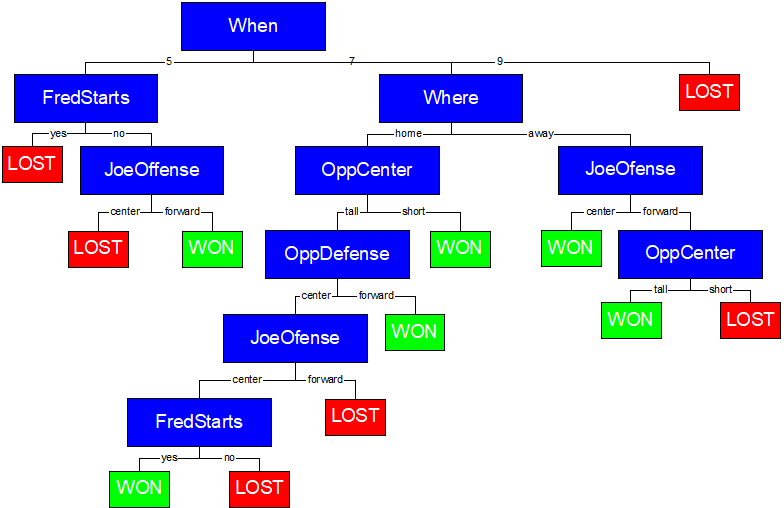 When
5 7 9
FredStarts Where LOST
yes no home away
LOST JoeOffense OppCenter JoeOfense
center forward tall short center forward
LOST WON OppDefense WON WON OppCenter
center forward tall short
JoeOfense WON WON LOST
center forward
FredStarts LOST
yes no
WON LOST